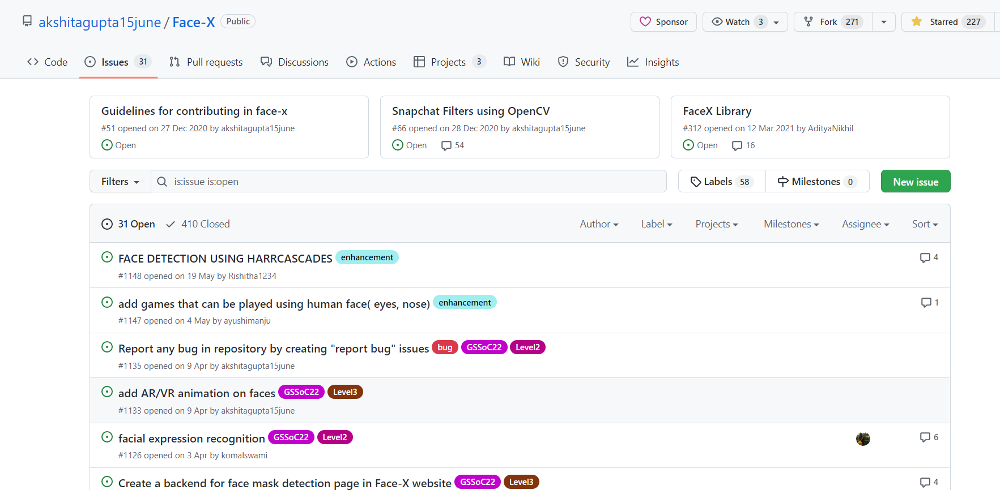 akshitagupta15june / Face-X Public
Sponsor Watch 3 Fork 271 Starred 227
Code Issues 31 Pull requests Discussions Actions Projects 3 Wiki Security Insights
Guidelines for contributing in face-x
#51 opened on 27 Dec 2020 by akshitagupta15june
Open
Snapchat Filters using OpenCV
#66 opened on 28 Dec 2020 by akshitagupta15june
Open 54
FaceX Library
#312 opened on 12 Mar 2021 by AdityaNikhil
Open 16
Filters is:issue is:open Labels 58 Milestones 0 New issue
31 Open 410 Closed Author Label Projects Milestones Assignee Sort
FACE DETECTION USING HARRCASCADES enhancement 4
#1148 opened on 19 May by Rishitha1234
add games that can be played using human face( eyes, nose) enhancement 1
#1147 opened on 4 May by ayushimanju
Report any bug in repository by creating "report bug" issues bug GSSoC22 Level2
#1135 opened on 9 Apr by akshitagupta15june
add AR/VR animation on faces GSSoC22 Level3
#1133 opened on 9 Apr by akshitagupta15june
facial expression recognition GSSoC22 Level2 6
#1126 opened on 3 Apr by komalswami
Create a backend for face mask detection page in Face-X website GSSoC22 Level3 4